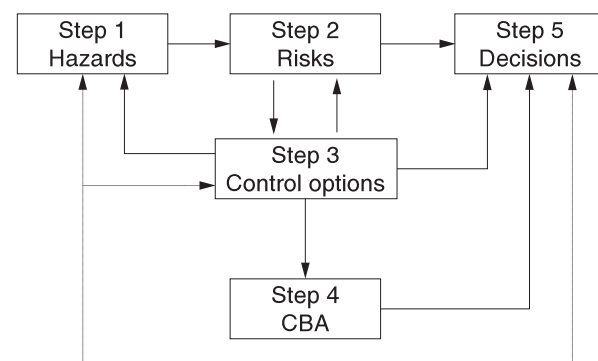 Step 1
Hazards
Step 2
Risks
Step 5
Decisions
Step 3
Control options
Step 4
CBA